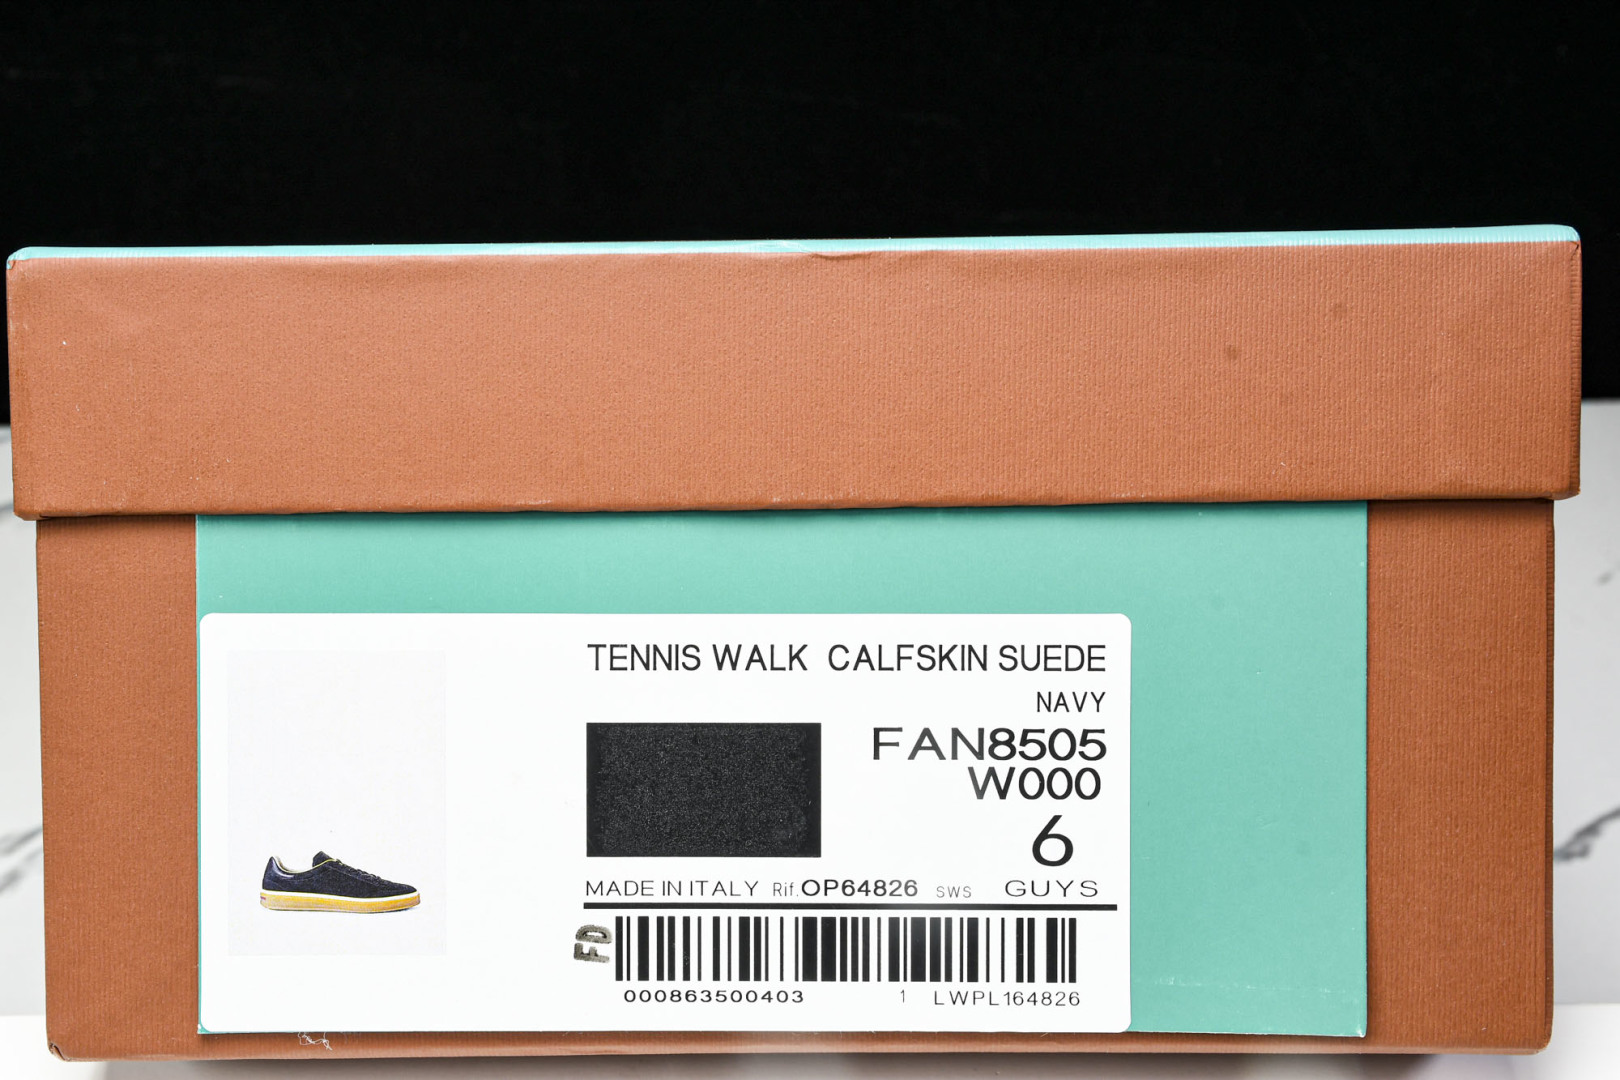 TENNIS WALK CALFSKIN SUEDE
NAVY
FAN8505
W000
6
MADE IN ITALY Rif.OP64826 SWS GUYS
FD
000863500403 1 LWPL164826